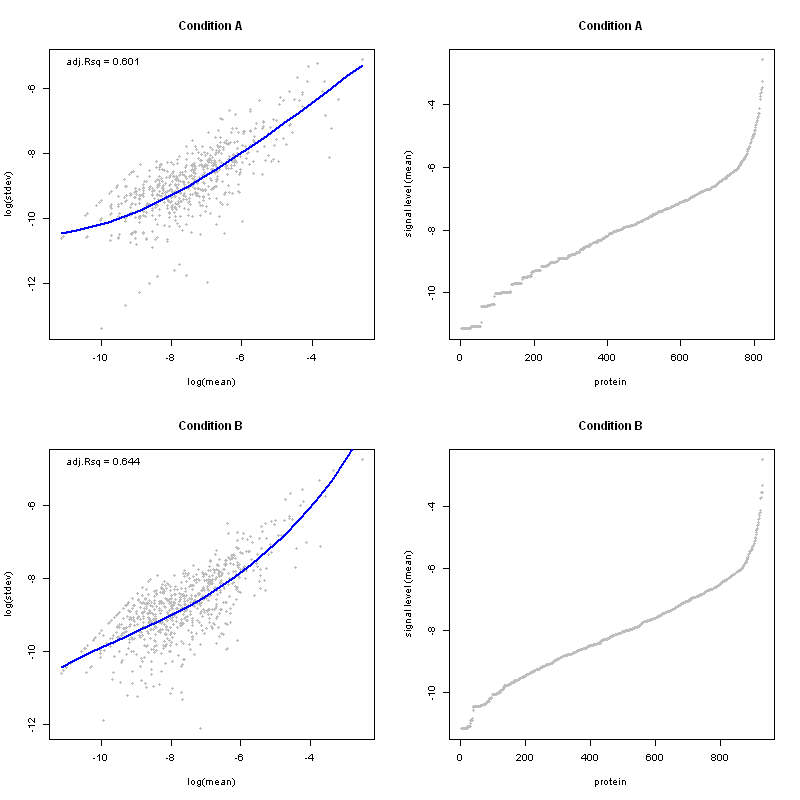 Condition A
adj.Rsq = 0.601
log(stdev)
-6
-8
-10
-12
-10 -8 -6 -4
log(mean)
Condition A
signal level (mean)
-4
-6
-8
-10
0 200 400 600 800
protein
Condition B
adj.Rsq = 0.644
log(stdev)
-6
-8
-10
-12
-10 -8 -6 -4
log(mean)
Condition B
signal level (mean)
-4
-6
-8
-10
0 200 400 600 800
protein